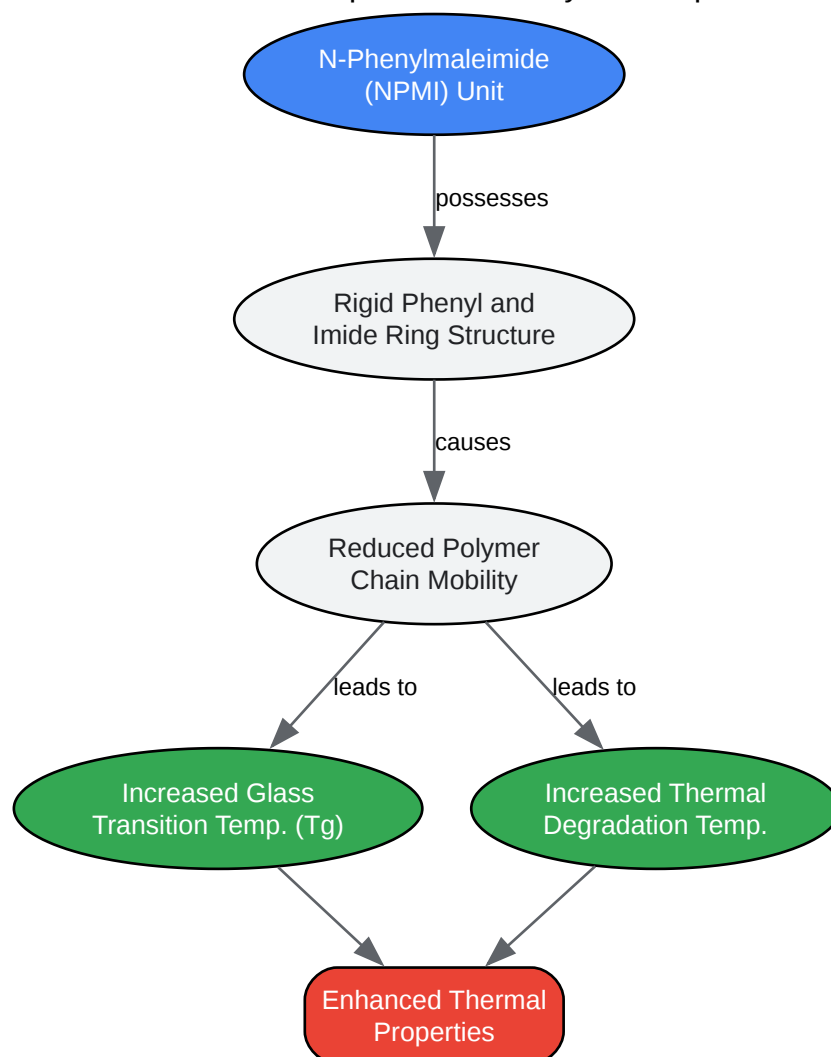 N-Phenylmaleimide
(NPMI) Unit
possesses
Rigid Phenyl and
Imide Ring Structure
causes
Reduced Polymer
Chain Mobility
leads to
leads to
Increased Glass
Transition Temp. (Tg)
Increased Thermal
Degradation Temp.
Enhanced Thermal
Properties